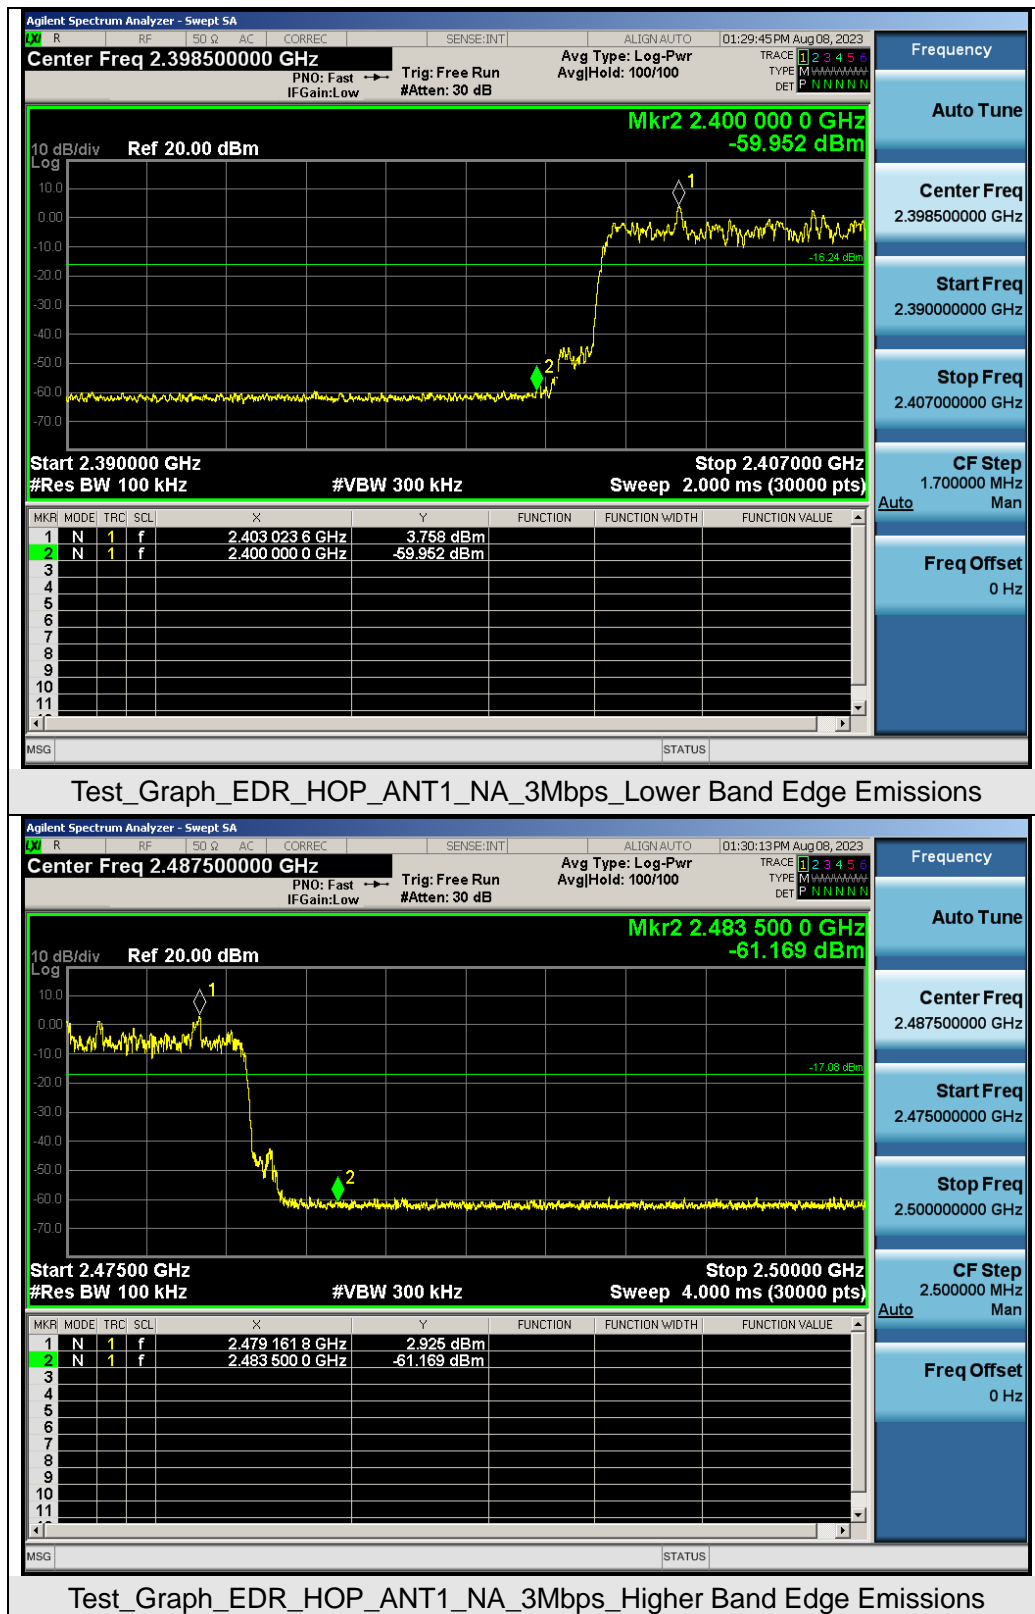 Agilent Spectrum Analyzer - Swept SA
LXI R RF 50 Ω AC CORREC SENSE:INT ALIGN AUTO 01:29:45 PM Aug 08, 2023
Center Freq 2.398500000 GHz
PNO: Fast Trig: Free Run Avg Type: Log-Pwr TRACE 1 2 3 4 5 6
IFGain:Low #Atten: 30 dB Avg|Hold: 100/100 TYPE M WWWWW
DET P N N N N N
Mkr2 2.400 000 0 GHz
10 dB/div Ref 20.00 dBm -59.952 dBm
Log
10.0
0.00
-10.0
-20.0
-30.0
-40.0
-50.0
-60.0
-70.0
1
-16.24 dBm
2
Start 2.390000 GHz Stop 2.407000 GHz
#Res BW 100 kHz #VBW 300 kHz Sweep 2.000 ms (30000 pts)
MKR MODE TRC SCL X Y FUNCTION FUNCTION WIDTH FUNCTION VALUE
1 N 1 f 2.403 023 6 GHz 3.758 dBm
2 N 1 f 2.400 000 0 GHz -59.952 dBm
3
4
5
6
7
8
9
10
11
MSG STATUS
Frequency
Auto Tune
Center Freq
2.398500000 GHz
Start Freq
2.390000000 GHz
Stop Freq
2.407000000 GHz
CF Step
1.700000 MHz
Auto Man
Freq Offset
0 Hz
Test_Graph_EDR_HOP_ANT1_NA_3Mbps_Lower Band Edge Emissions
Agilent Spectrum Analyzer - Swept SA
LXI R RF 50 Ω AC CORREC SENSE:INT ALIGN AUTO 01:30:13 PM Aug 08, 2023
Center Freq 2.487500000 GHz
PNO: Fast Trig: Free Run Avg Type: Log-Pwr TRACE 1 2 3 4 5 6
IFGain:Low #Atten: 30 dB Avg|Hold: 100/100 TYPE M WWWWW
DET P N N N N N
Mkr2 2.483 500 0 GHz
10 dB/div Ref 20.00 dBm -61.169 dBm
Log
10.0
0.00
-10.0
-20.0
-30.0
-40.0
-50.0
-60.0
-70.0
1
-17.08 dBm
2
Start 2.47500 GHz Stop 2.50000 GHz
#Res BW 100 kHz #VBW 300 kHz Sweep 4.000 ms (30000 pts)
MKR MODE TRC SCL X Y FUNCTION FUNCTION WIDTH FUNCTION VALUE
1 N 1 f 2.479 161 8 GHz 2.925 dBm
2 N 1 f 2.483 500 0 GHz -61.169 dBm
3
4
5
6
7
8
9
10
11
MSG STATUS
Frequency
Auto Tune
Center Freq
2.487500000 GHz
Start Freq
2.475000000 GHz
Stop Freq
2.500000000 GHz
CF Step
2.500000 MHz
Auto Man
Freq Offset
0 Hz
Test_Graph_EDR_HOP_ANT1_NA_3Mbps_Higher Band Edge Emissions